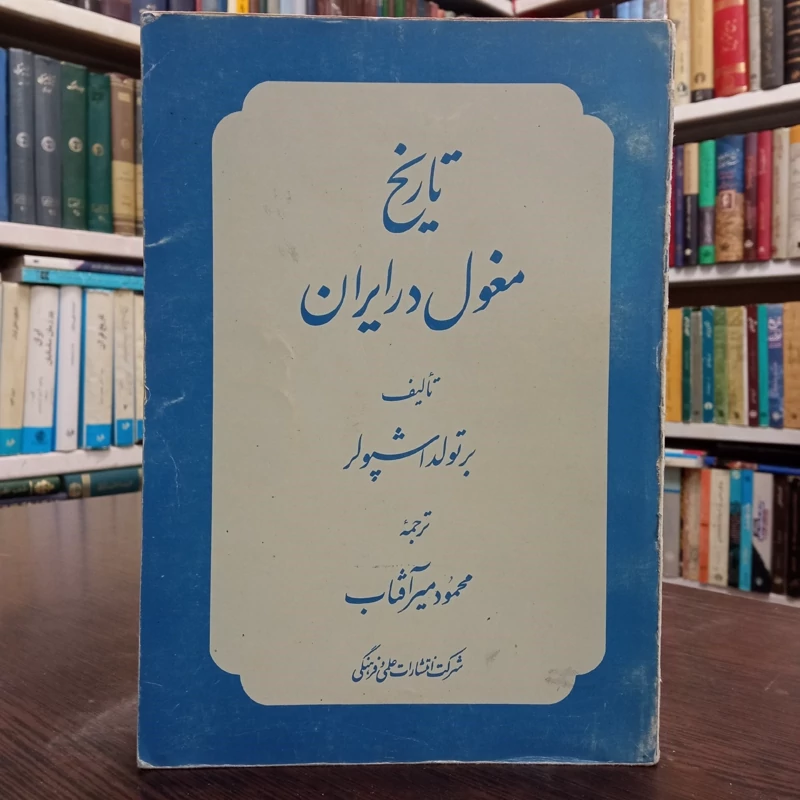 تاریخ
مغول در ایران
تألیف
برتولد اشپولر
ترجمهٔ
محمود میرآفتاب
شرکت انتشارات علمی و فرهنگی